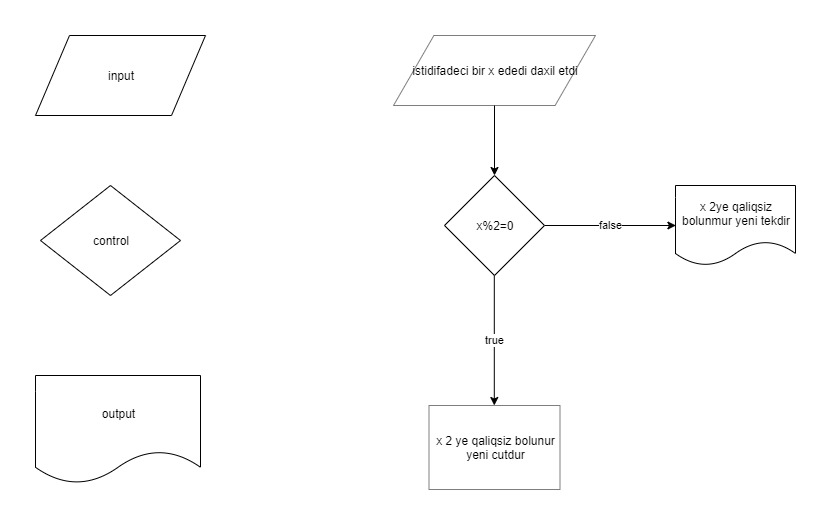 input
istidifadeci bir x ededi daxil etdi
control
x%2=0
false
x 2ye qaliqsiz
bolunmur yeni tekdir
true
output
x 2 ye qaliqsiz bolunur
yeni cutdur